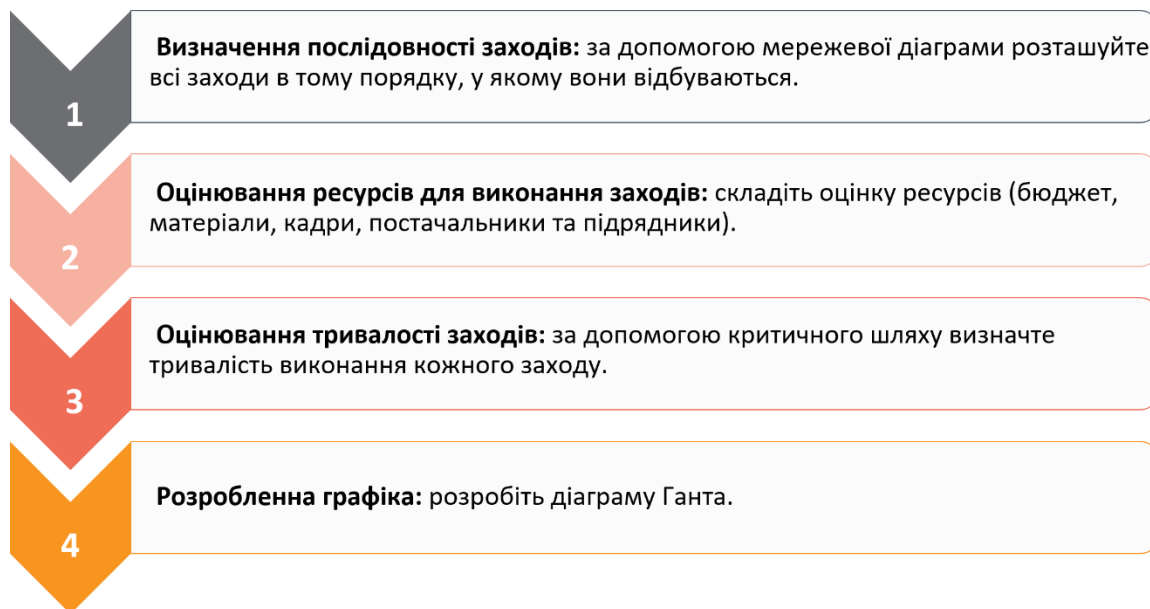 Визначення послідовності заходів: за допомогою мережевої діаграми розташуйте
всі заходи в тому порядку, у якому вони відбуваються.
1
Оцінювання ресурсів для виконання заходів: складіть оцінку ресурсів (бюджет,
матеріали, кадри, постачальники та підрядники).
2
Оцінювання тривалості заходів: за допомогою критичного шляху визначте
тривалість виконання кожного заходу.
3
Розробленна графіка: розробіть діаграму Ганта.
4